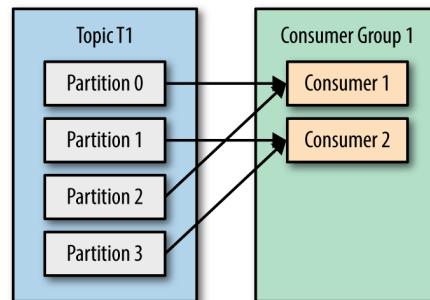 Topic T1
Partition 0
Partition 1
Partition 2
Partition 3
Consumer Group 1
Consumer 1
Consumer 2